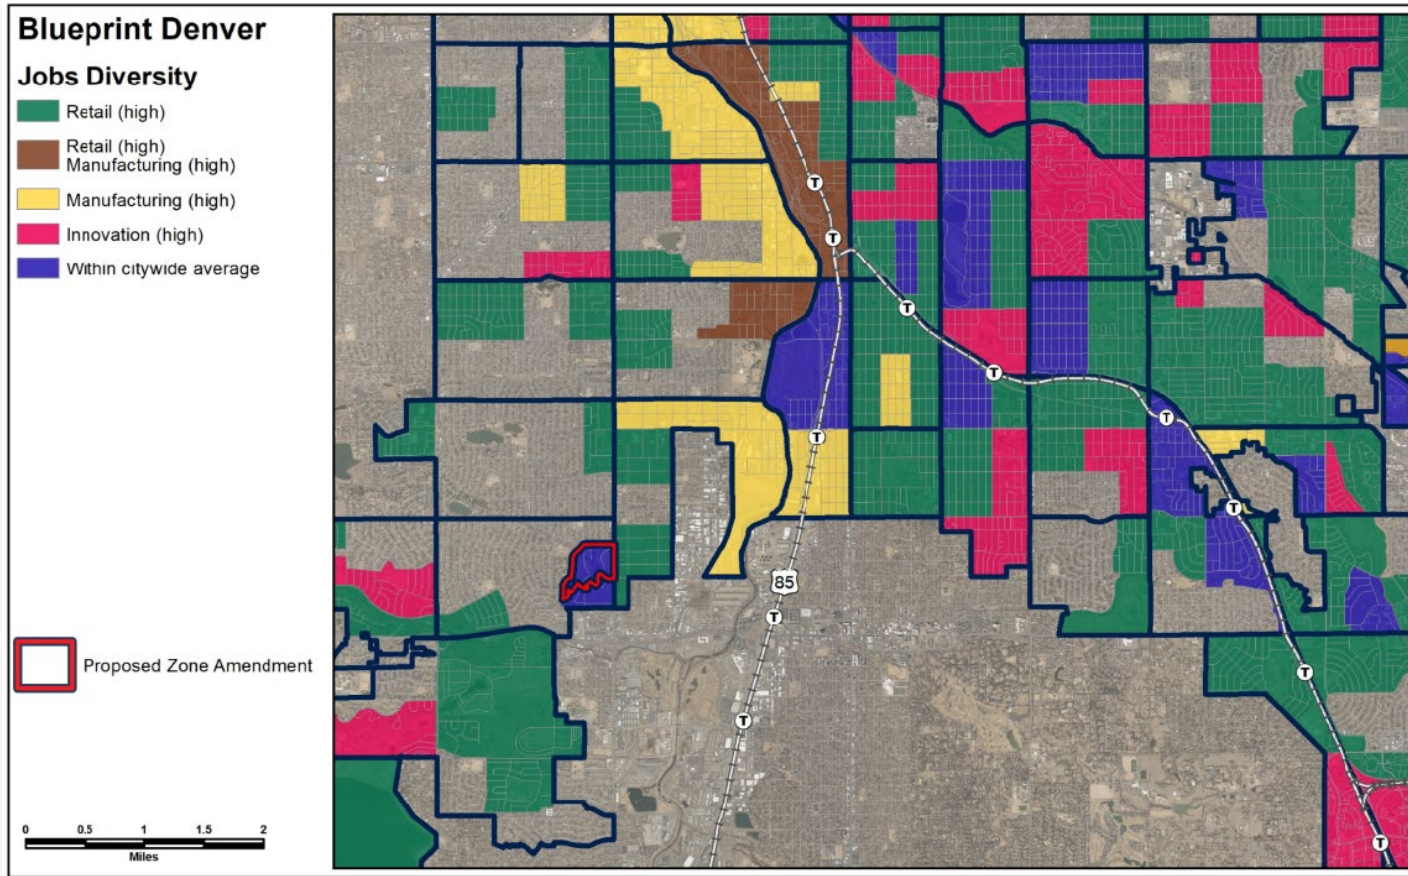 Blueprint Denver
Jobs Diversity
Retail (high)
Retail (high)
Manufacturing (high)
Manufacturing (high)
Innovation (high)
Within citywide average
Proposed Zone Amendment
0 0.5 1 1.5 2
Miles
T
T
T
T
T
T
T
85
T
T
T
T